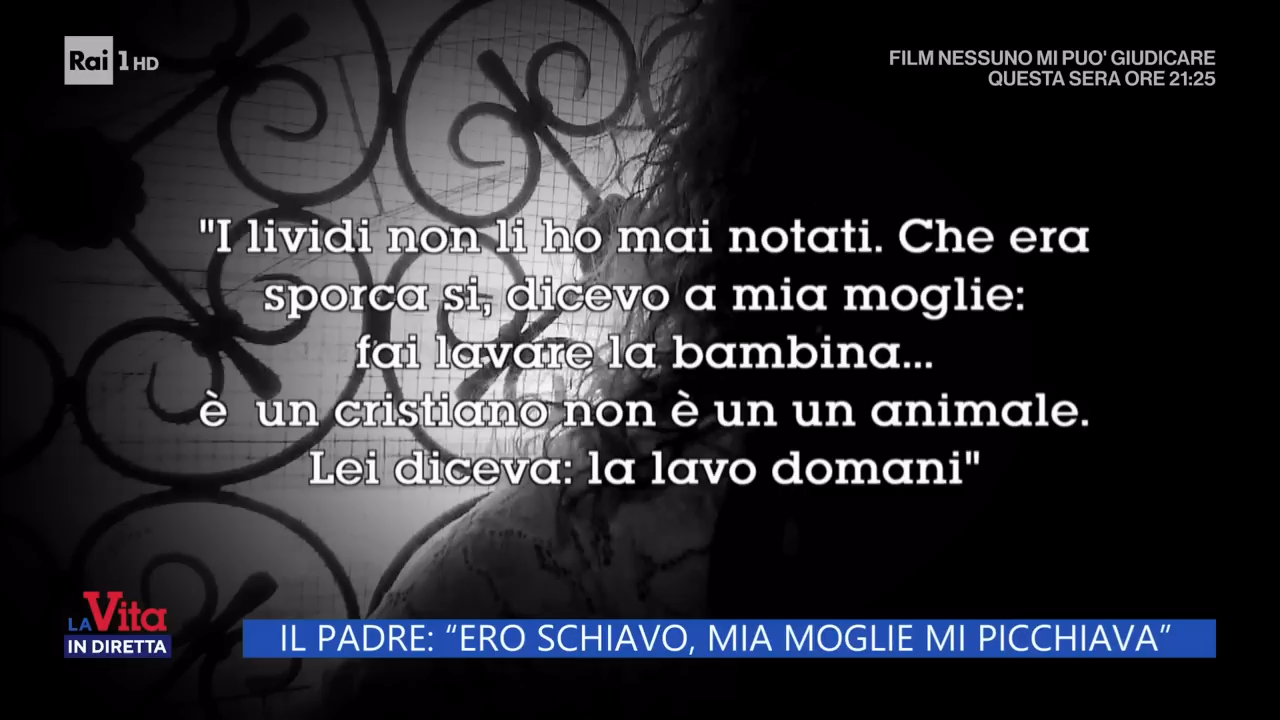 Rai 1 HD
FILM NESSUNO MI PUO' GIUDICARE
QUESTA SERA ORE 21:25
"I lividi non li ho mai notati. Che era
sporca si, dicevo a mia moglie:
fai lavare la bambina...
è un cristiano non è un un animale.
Lei diceva: la lavo domani"
LA Vita
IN DIRETTA
IL PADRE: “ERO SCHIAVO, MIA MOGLIE MI PICCHIAVA”